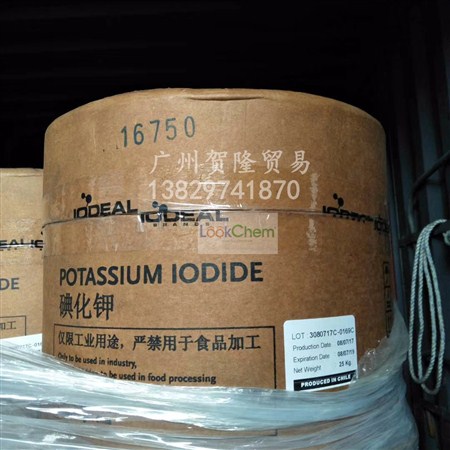 16750
广州贺隆贸易
13829741870
IODEAL IODEAL
BRANDS
LookChem
POTASSIUM IODIDE
碘化钾
仅限工业用途，严禁用于食品加工
Only to be used in industry,
to be used in food processing
LOT 3080717C-0169C
Production Date 08/07/17
Expiration Date
Net Weight 25 Kg.
PRODUCED IN CHILE